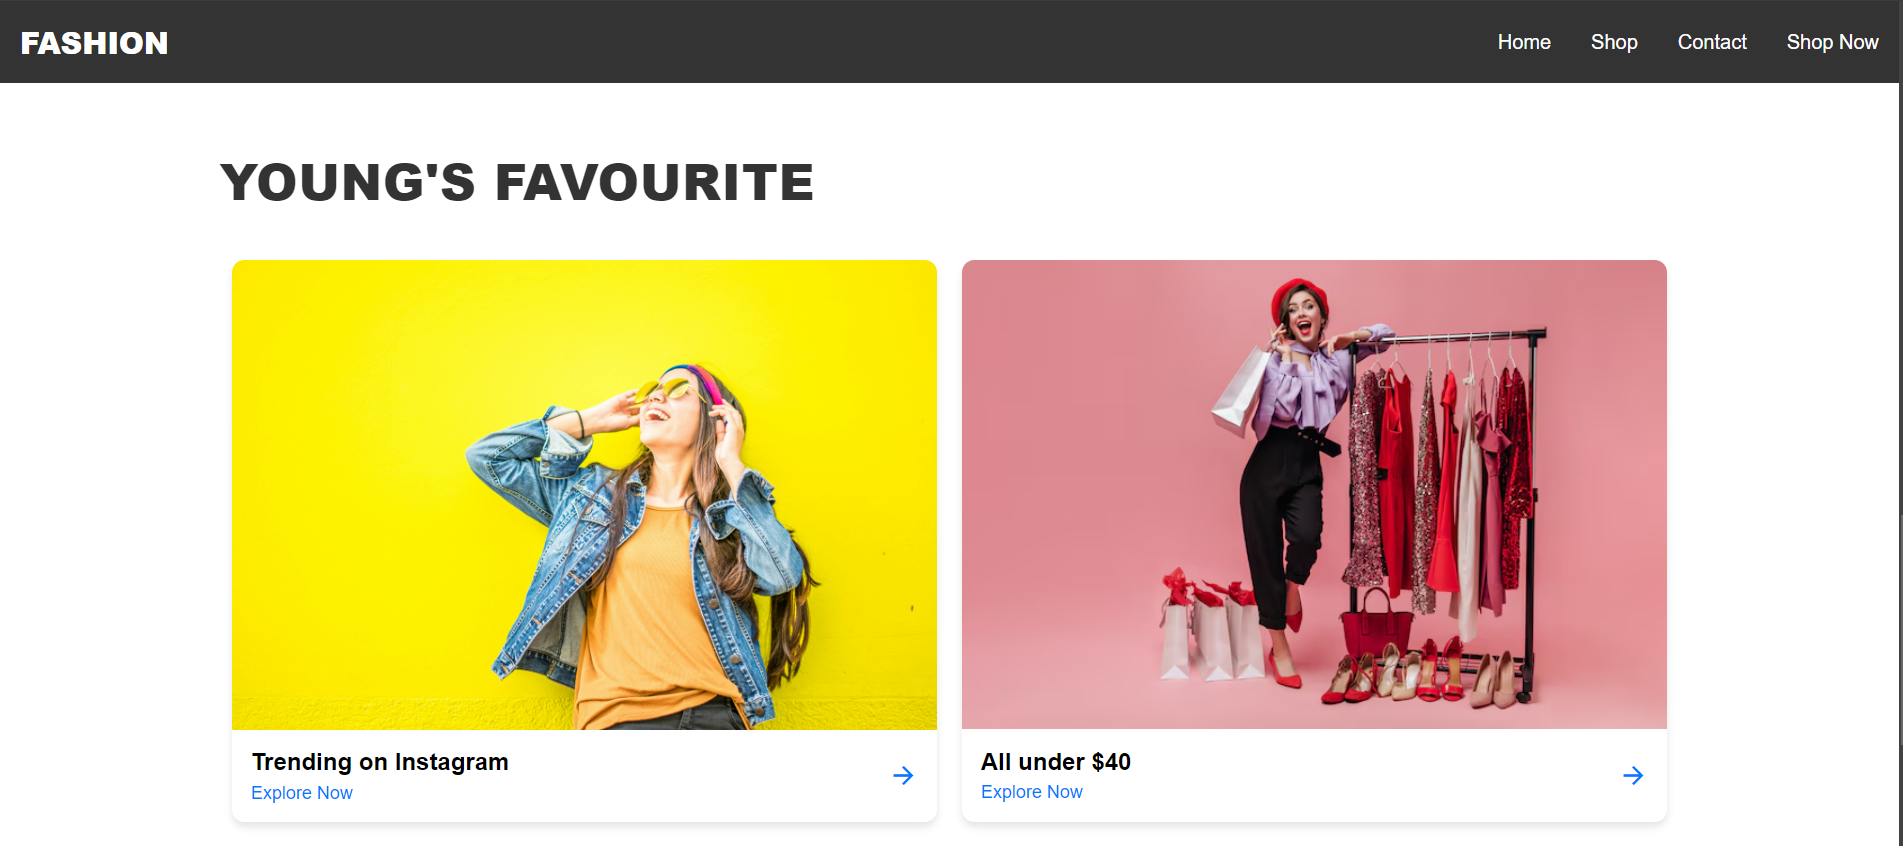 FASHION
Home Shop Contact Shop Now
YOUNG'S FAVOURITE
Trending on Instagram
Explore Now
All under $40
Explore Now